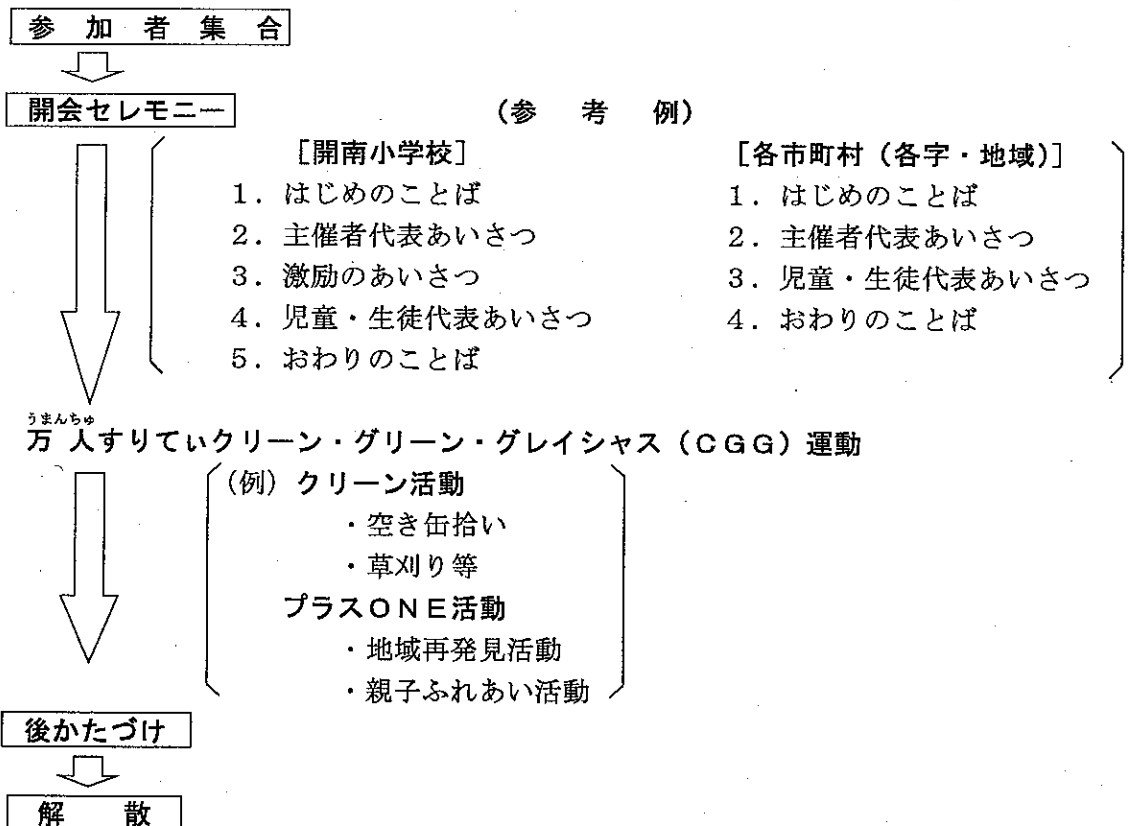 参加者集合
開会セレモニー
(参考例)
[開南小学校]
1.はじめのことば
2.主催者代表あいさつ
3.激励のあいさつ
4.児童・生徒代表あいさつ
5.おわりのことば
[各市町村(各字・地域)]
1.はじめのことば
2.主催者代表あいさつ
3.児童・生徒代表あいさつ
4.おわりのことば
うまんちゅ
万人すりてぃクリーン・グリーン・グレイシャス(CGG)運動
(例)クリーン活動
・空き缶拾い
・草刈り等
プラスONE活動
・地域再発見活動
・親子ふれあい活動
後かたづけ
解散